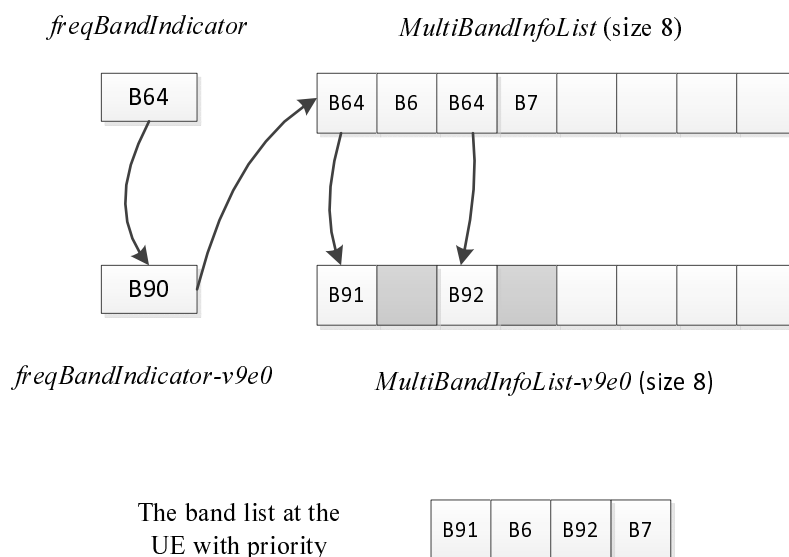 freqBandIndicator
MultiBandInfoList (size 8)
B64
B64 B6 B64 B7
B90
B91 B92
freqBandIndicator-v9e0
MultiBandInfoList-v9e0 (size 8)
The band list at the
UE with priority
B91 B6 B92 B7